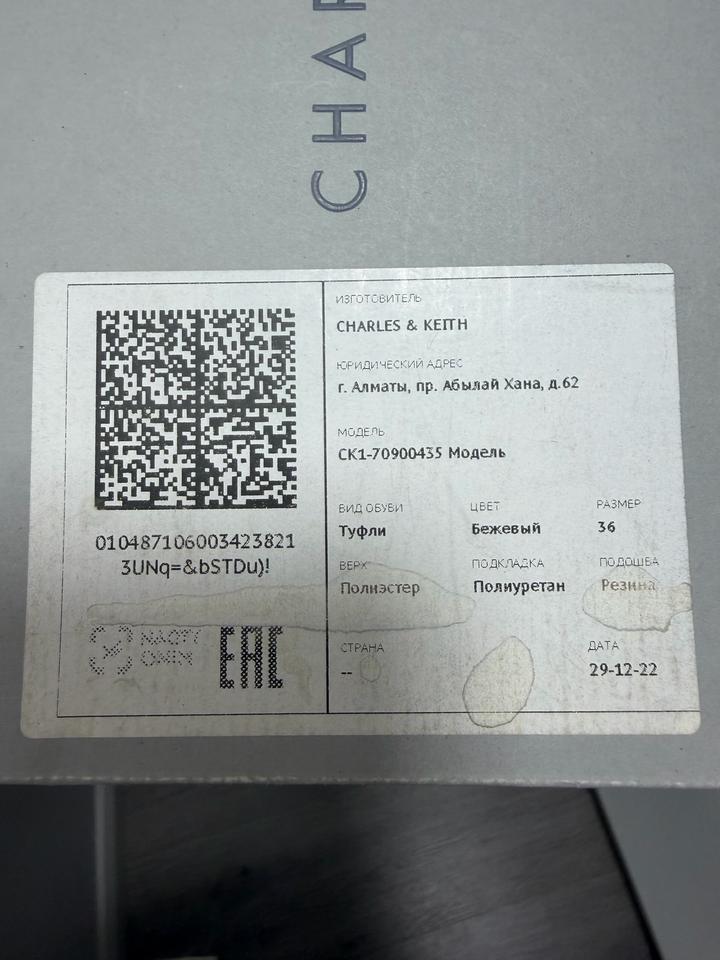 CHAR
ИЗГОТОВИТЕЛЬ
CHARLES & KEITH
ЮРИДИЧЕСКИЙ АДРЕС
г. Алматы, пр. Абылай Хана, д.62
МОДЕЛЬ
CK1-70900435 Модель
ВИД ОБУВИ ЦВЕТ РАЗМЕР
Туфли Бежевый 36
ВЕРХ ПОДКЛАДКА ПОДОШВА
Полиэстер Полиуретан Резина
СТРАНА ДАТА
-- 29-12-22
010487106003423821
3UNq=&bSTDu)!
EAC